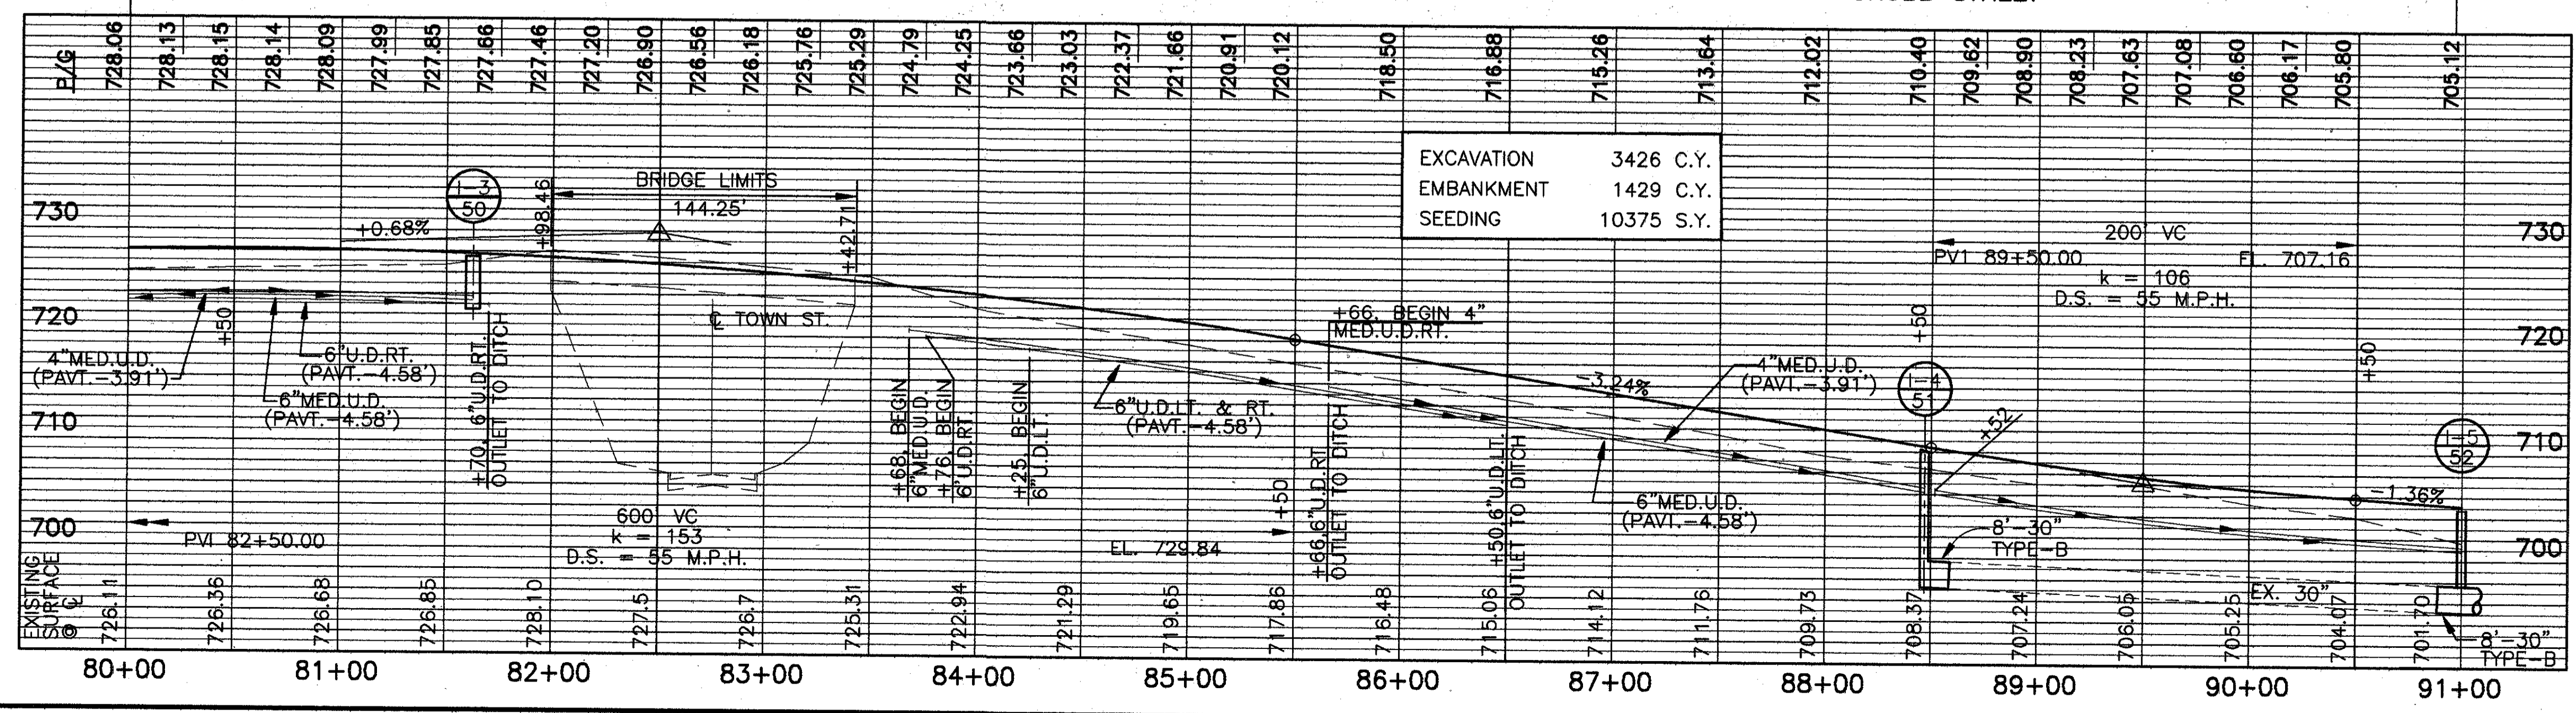 P/G
728.06 728.13 728.15 728.14 728.09 727.99 727.85 727.66 727.46 727.20 726.90 726.56 726.18 725.76 725.29 724.79 724.25 723.66 723.03 722.37 721.66 720.91 720.12 718.50 716.88 715.26 713.64 712.02 710.40 709.62 708.90 708.23 707.63 707.08 706.60 706.17 705.80 705.12
EXCAVATION 3426 C.Y.
EMBANKMENT 1429 C.Y.
SEEDING 10375 S.Y.
730
720
710
700
I-3
50
+0.68%
+98.46
BRIDGE LIMITS
144.25'
+42.71
℄ TOWN ST.
+50
4"MED.U.D.
(PAVT.-3.91')
6"U.D.RT.
(PAVT.-4.58')
6"MED.U.D.
(PAVT.-4.58')
+70, 6"U.D.RT.
OUTLET TO DITCH
PVI 82+50.00
600' VC
k = 153
D.S. = 55 M.P.H.
EL. 729.84
+68, BEGIN
6"MED.U.D.
+76, BEGIN
6"U.D.RT.
+25, BEGIN
6"U.D.LT.
6"U.D.LT. & RT.
(PAVT.-4.58')
+50
+66, BEGIN 4"
MED.U.D.RT.
+66,6"U.D.RT.
OUTLET TO DITCH
+50,6"U.D.LT.
OUTLET TO DITCH
-3.24%
4"MED.U.D.
(PAVT.-3.91')
6"MED.U.D.
(PAVT.-4.58')
+50
I-4
51
+52
8'-30"
TYPE-B
200' VC
PV1 89+50.00
EL. 707.16
k = 106
D.S. = 55 M.P.H.
+50
I-5
52
-1.36%
EX. 30"
8'-30"
TYPE-B
730
720
710
700
EXISTING
SURFACE
@ ℄
726.11 726.36 726.68 726.85 728.10 727.5 726.7 725.31 722.94 721.29 719.65 717.86 716.48 715.06 714.12 711.76 709.73 708.37 707.24 706.05 705.25 704.07 701.70
80+00 81+00 82+00 83+00 84+00 85+00 86+00 87+00 88+00 89+00 90+00 91+00